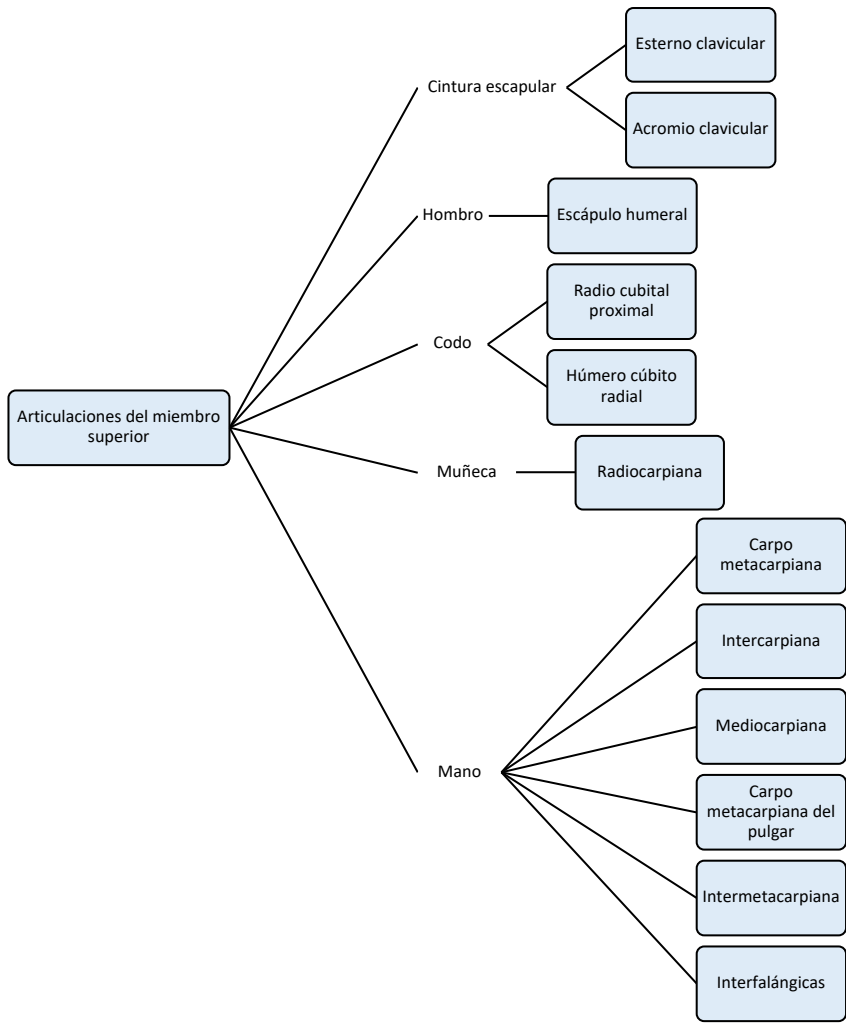 Articulaciones del miembro
superior
Cintura escapular
Esterno clavicular
Acromio clavicular
Hombro
Escápulo humeral
Codo
Radio cubital
proximal
Húmero cúbito
radial
Muñeca
Radiocarpiana
Mano
Carpo
metacarpiana
Intercarpiana
Mediocarpiana
Carpo
metacarpiana del
pulgar
Intermetacarpiana
Interfalángicas